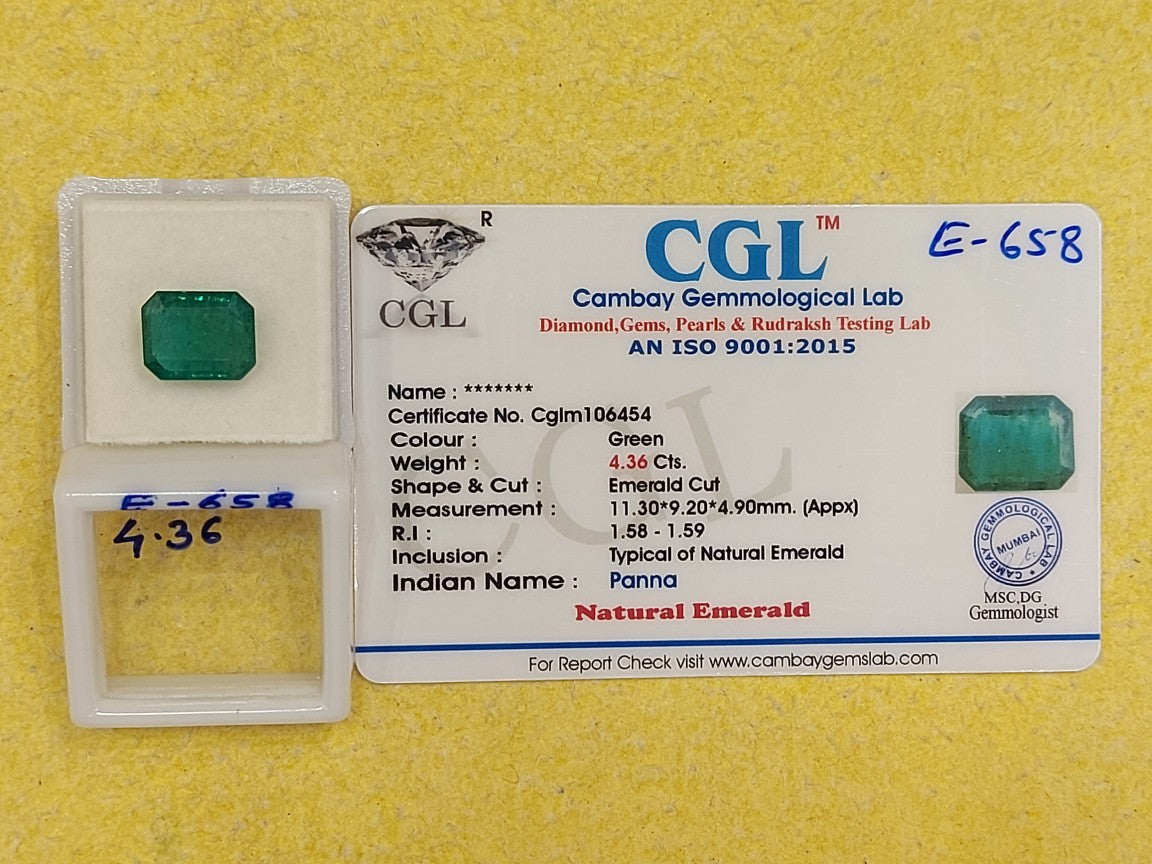 E-658
4.36
R
CGL
CGL™
Cambay Gemmological Lab
Diamond,Gems, Pearls & Rudraksh Testing Lab
AN ISO 9001:2015
E-658
Name : *******
Certificate No. Cglm106454
Colour : Green
Weight : 4.36 Cts.
Shape & Cut : Emerald Cut
Measurement : 11.30*9.20*4.90mm. (Appx)
R.I : 1.58 - 1.59
Inclusion : Typical of Natural Emerald
Indian Name : Panna
Natural Emerald
CGL
CAMBAY GEMMOLOGICAL LAB
MUMBAI
MSC,DG
Gemmologist
For Report Check visit www.cambaygemslab.com